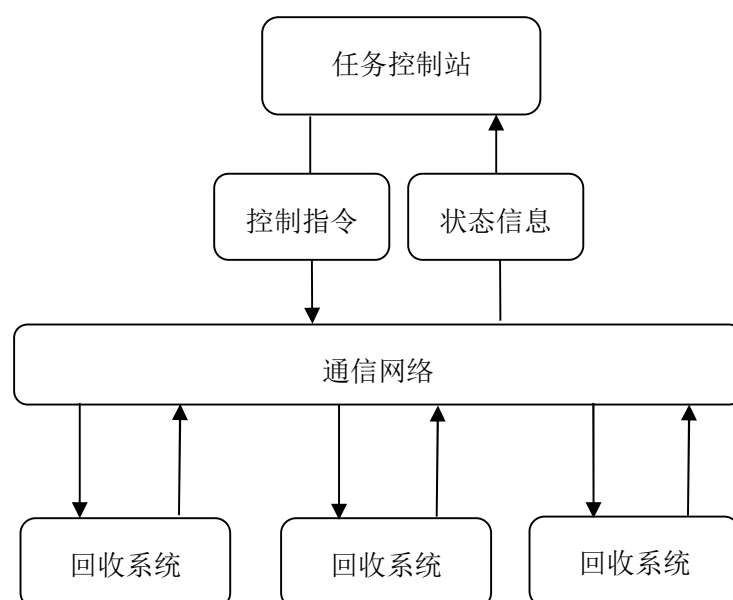 任务控制站
控制指令
状态信息
通信网络
回收系统
回收系统
回收系统